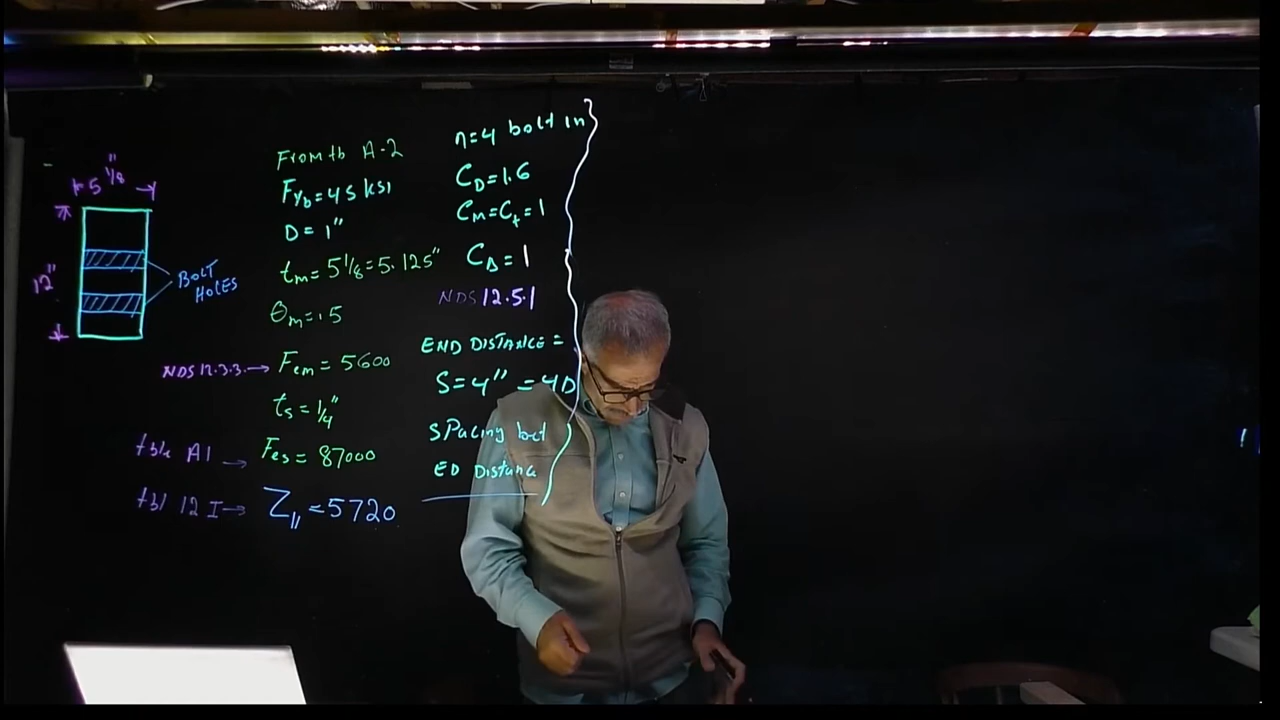 5 1/8"
12"
BOLT
HOLES
From tb A-2
Fyb = 45 ksi
D = 1"
tm = 5 1/8 = 5.125"
θm = .5
NDS 12.3.3. → Fem = 5600
ts = 1/4"
tble A1 → Fes = 87000
tbl 12 I → Z∥ = 5720
n=4 bolt in
CD = 1.6
CM = Ct = 1
CΔ = 1
NDS 12.5.1
END DISTANCE =
S = 4" = 4D
SPacing bet
ED Distanc